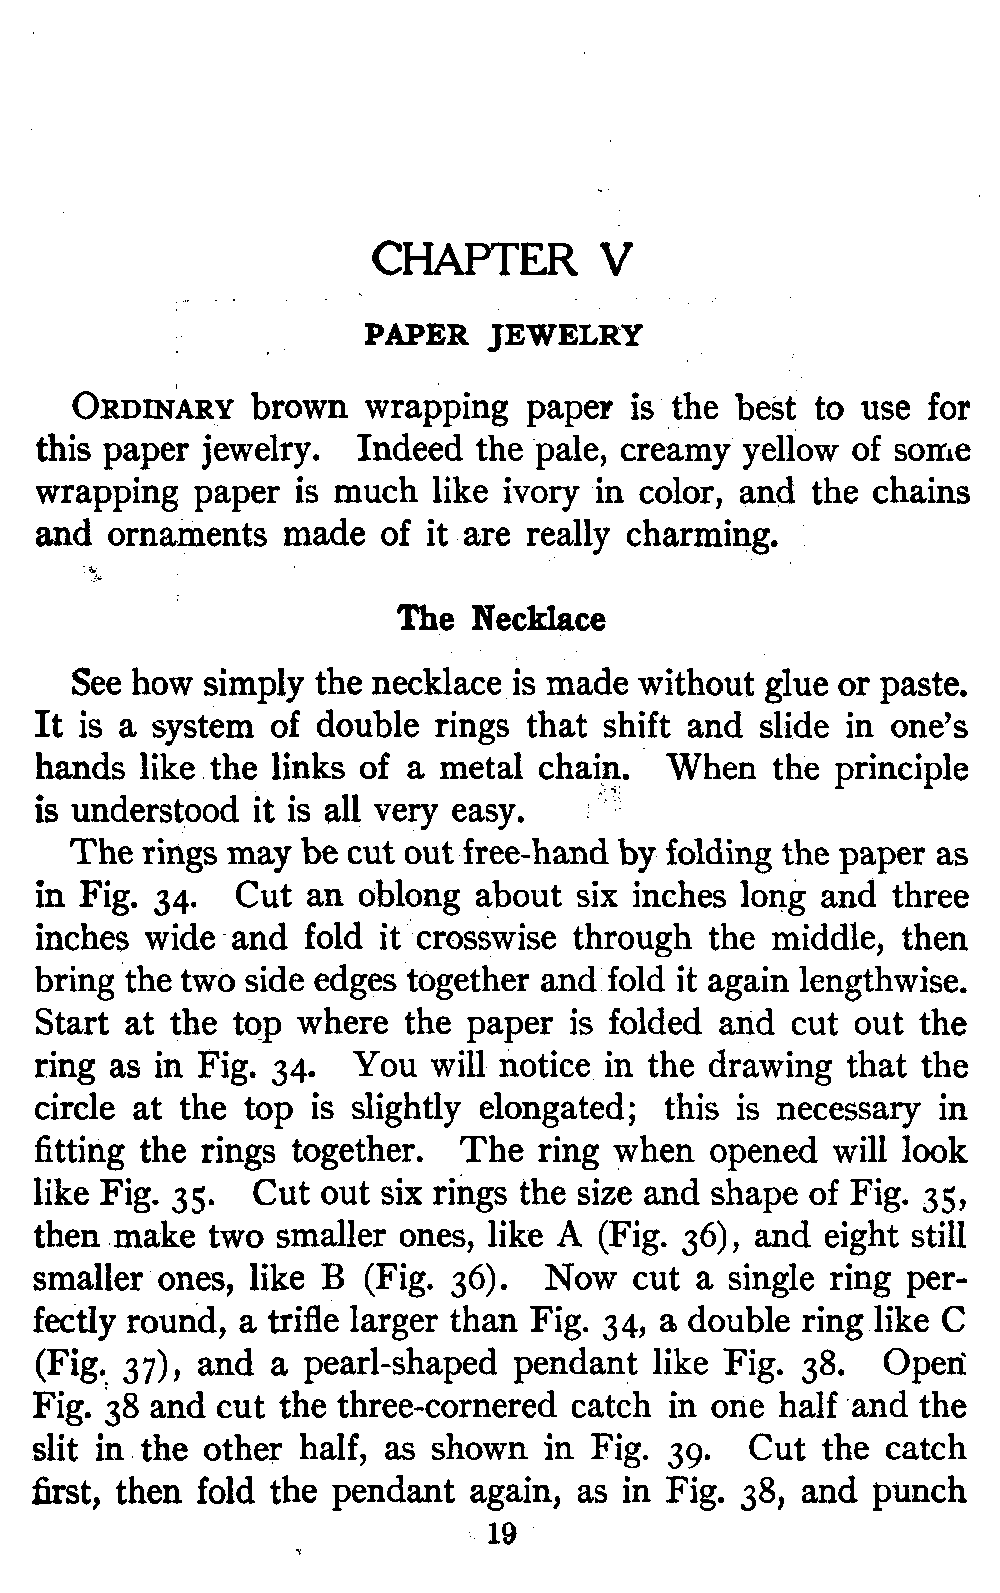 CHAPTER V
PAPER JEWELRY
ORDINARY brown wrapping paper is the best to use for
this paper jewelry. Indeed the pale, creamy yellow of some
wrapping paper is much like ivory in color, and the chains
and ornaments made of it are really charming.
The Necklace
See how simply the necklace is made without glue or paste.
It is a system of double rings that shift and slide in one's
hands like the links of a metal chain. When the principle
is understood it is all very easy.
The rings may be cut out free-hand by folding the paper as
in Fig. 34. Cut an oblong about six inches long and three
inches wide and fold it crosswise through the middle, then
bring the two side edges together and fold it again lengthwise.
Start at the top where the paper is folded and cut out the
ring as in Fig. 34. You will notice in the drawing that the
circle at the top is slightly elongated; this is necessary in
fitting the rings together. The ring when opened will look
like Fig. 35. Cut out six rings the size and shape of Fig. 35,
then make two smaller ones, like A (Fig. 36), and eight still
smaller ones, like B (Fig. 36). Now cut a single ring per-
fectly round, a trifle larger than Fig. 34, a double ring like C
(Fig. 37), and a pearl-shaped pendant like Fig. 38. Open
Fig. 38 and cut the three-cornered catch in one half and the
slit in the other half, as shown in Fig. 39. Cut the catch
first, then fold the pendant again, as in Fig. 38, and punch
19